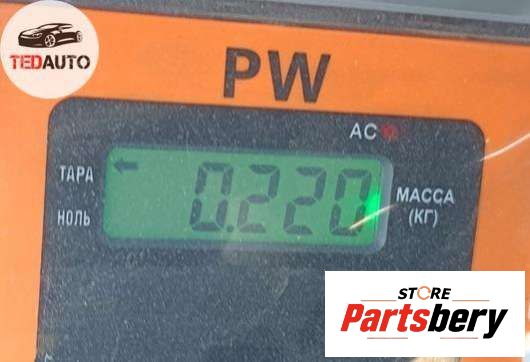 TEDAUTO
PW
AC
ТАРА
0.220
МАССА
(КГ)
НОЛЬ
STORE
Partsbery